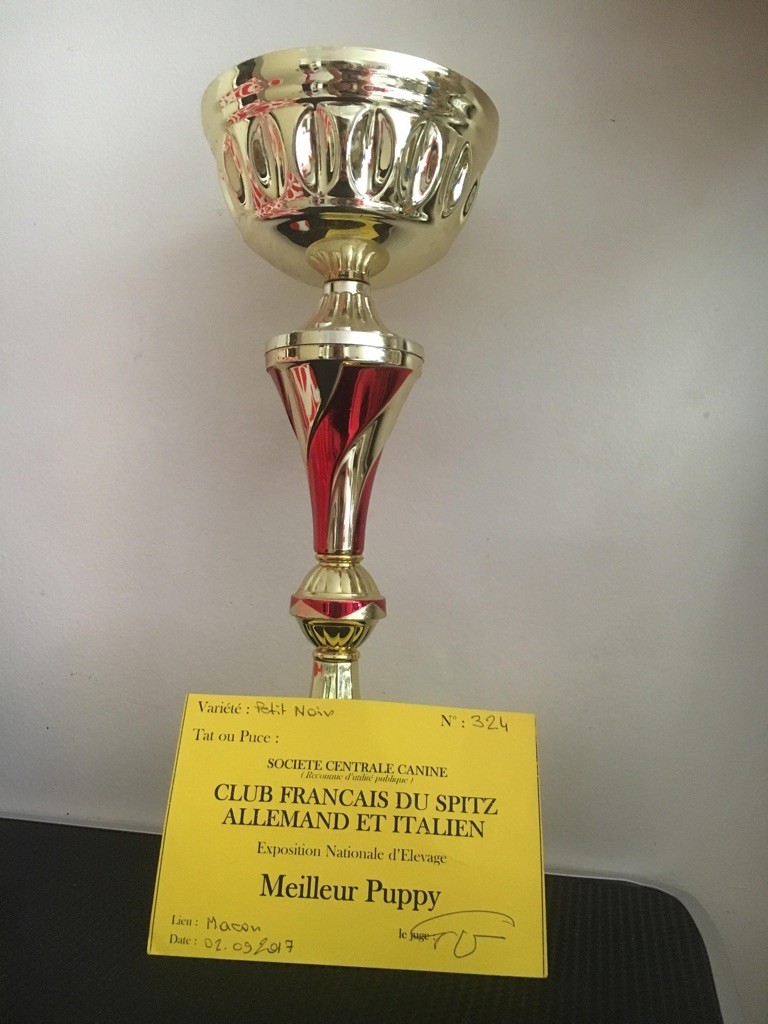 Variété : Petit Noir N° : 324
Tat ou Puce :
SOCIETE CENTRALE CANINE
( Reconnue d'utilité publique )
CLUB FRANCAIS DU SPITZ
ALLEMAND ET ITALIEN
Exposition Nationale d'Elevage
Meilleur Puppy
Lieu : Macon
le juge :
Date : 02.09.2017